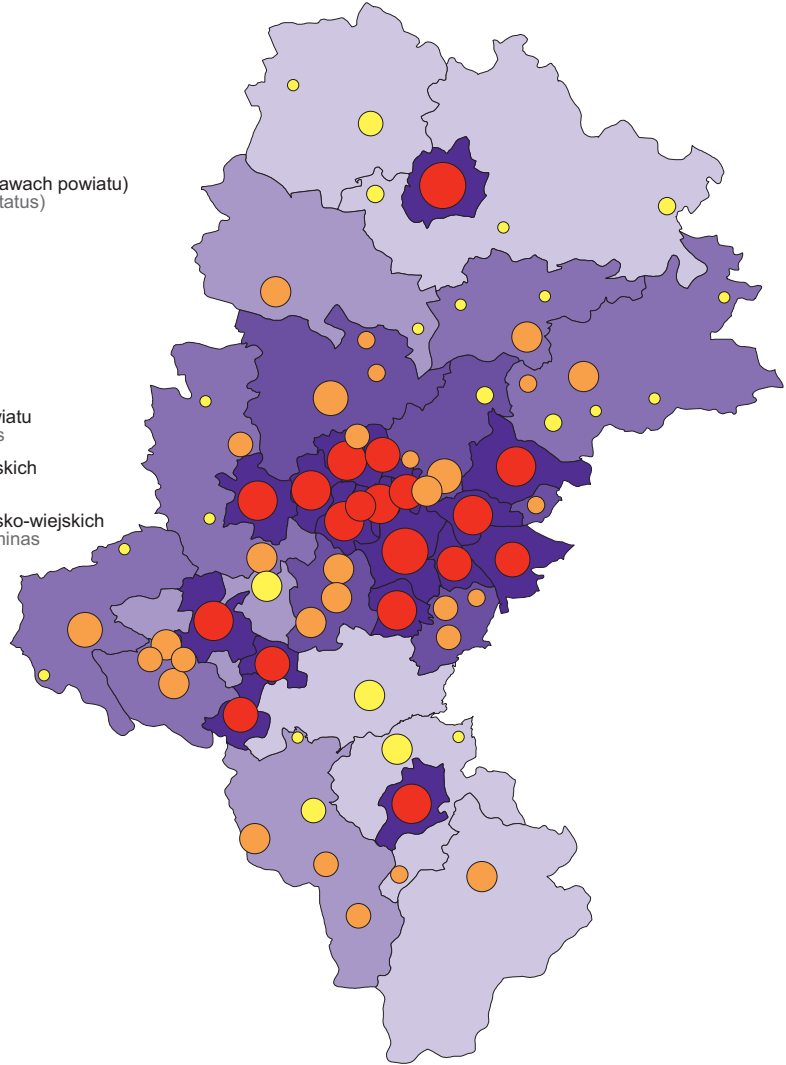 awach powiatu)
tatus)
wiatu
s
skich
sko-wiejskich
minas